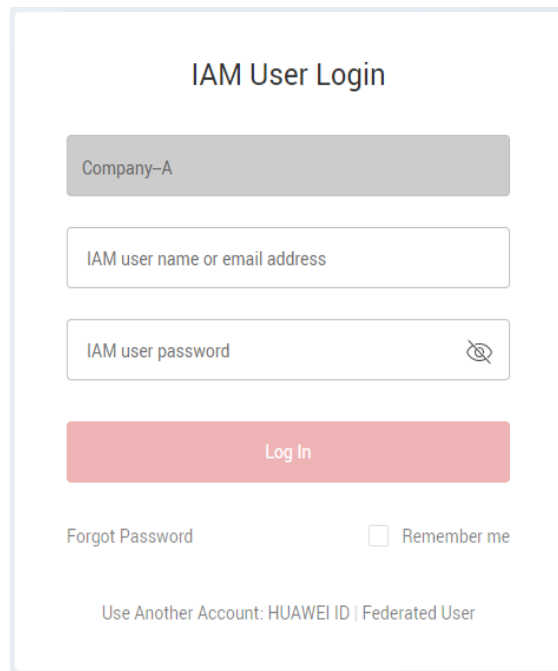 IAM User Login
Company–A
IAM user name or email address
IAM user password
Log In
Forgot Password Remember me
Use Another Account: HUAWEI ID | Federated User